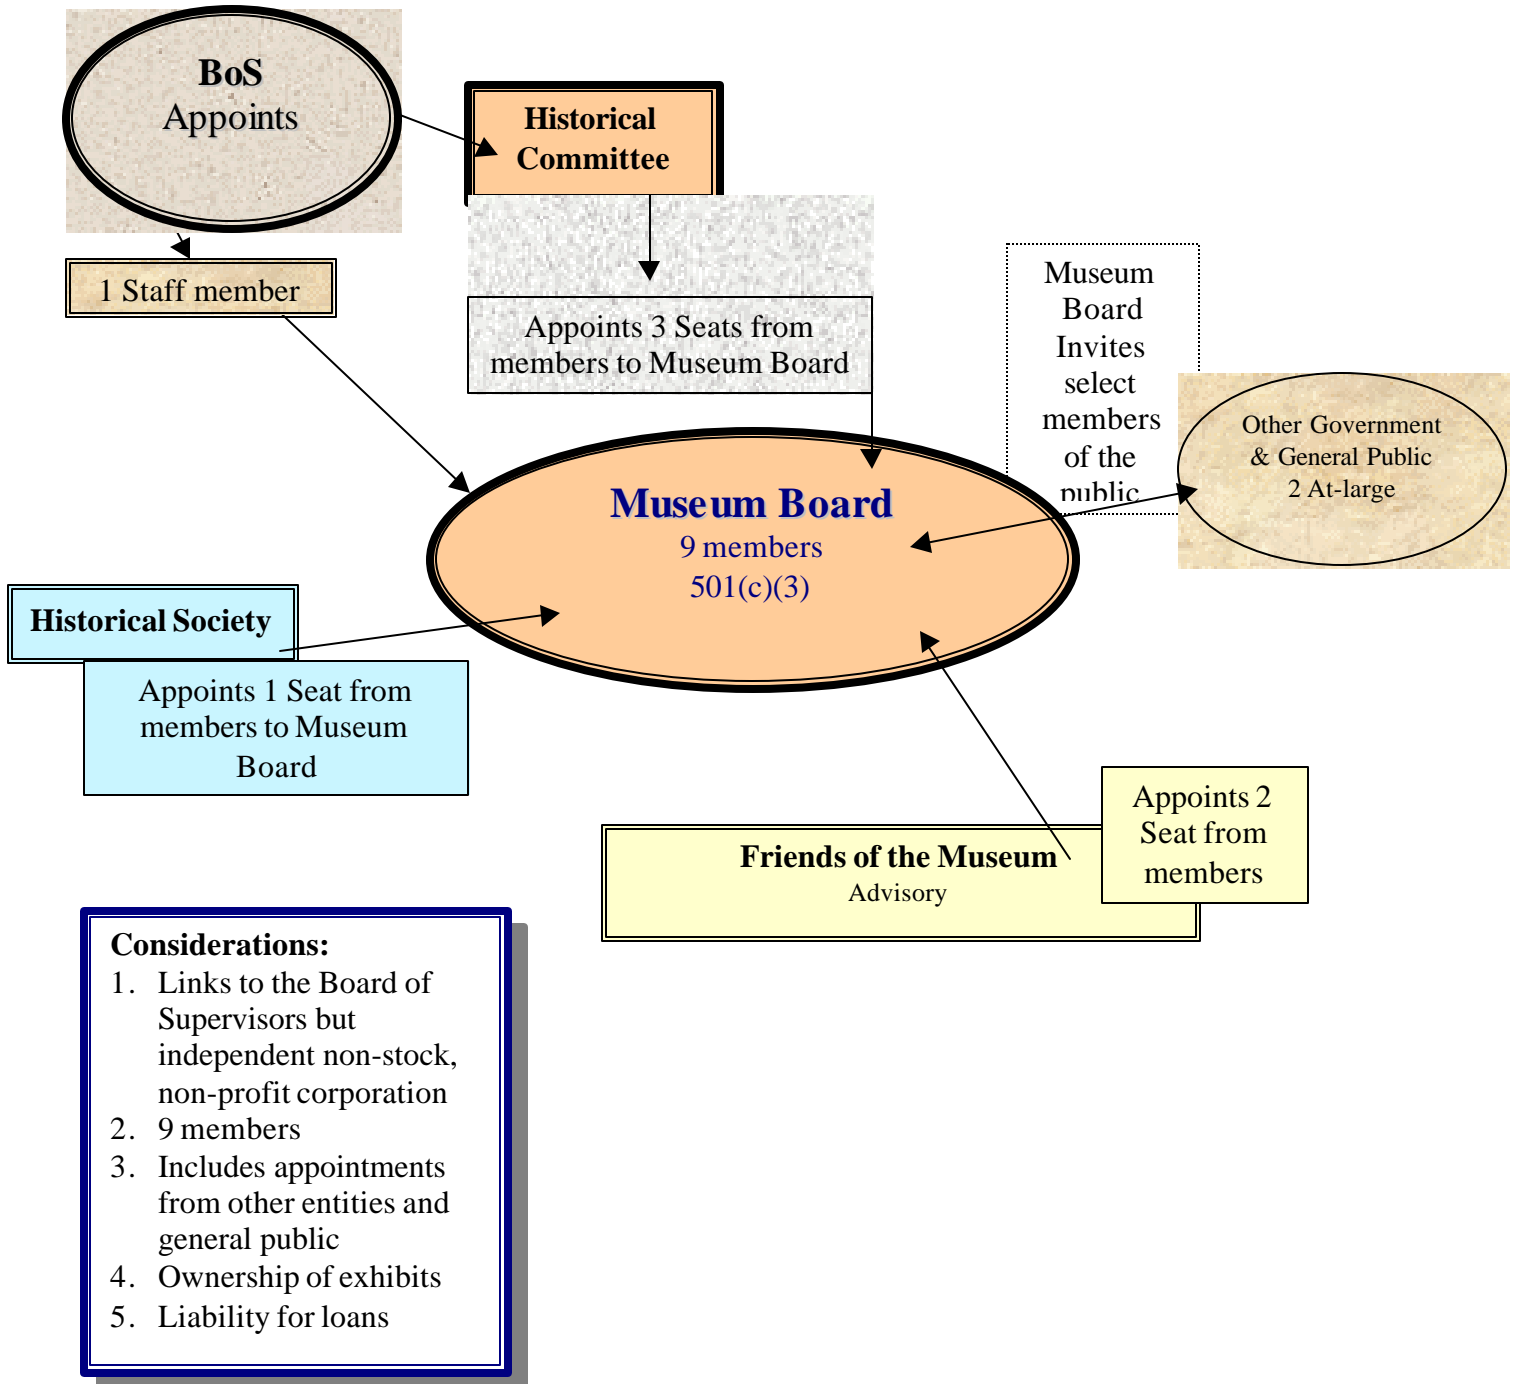 BoS
Appoints
Historical
Committee
1 Staff member
Appoints 3 Seats from
members to Museum Board
Museum
Board
Invites
select
members
of the
public
Other Government
& General Public
2 At-large
Museum Board
9 members
501(c)(3)
Historical Society
Appoints 1 Seat from
members to Museum
Board
Appoints 2
Seat from
members
Friends of the Museum
Advisory
Considerations:
1. Links to the Board of
Supervisors but
independent non-stock,
non-profit corporation
2. 9 members
3. Includes appointments
from other entities and
general public
4. Ownership of exhibits
5. Liability for loans